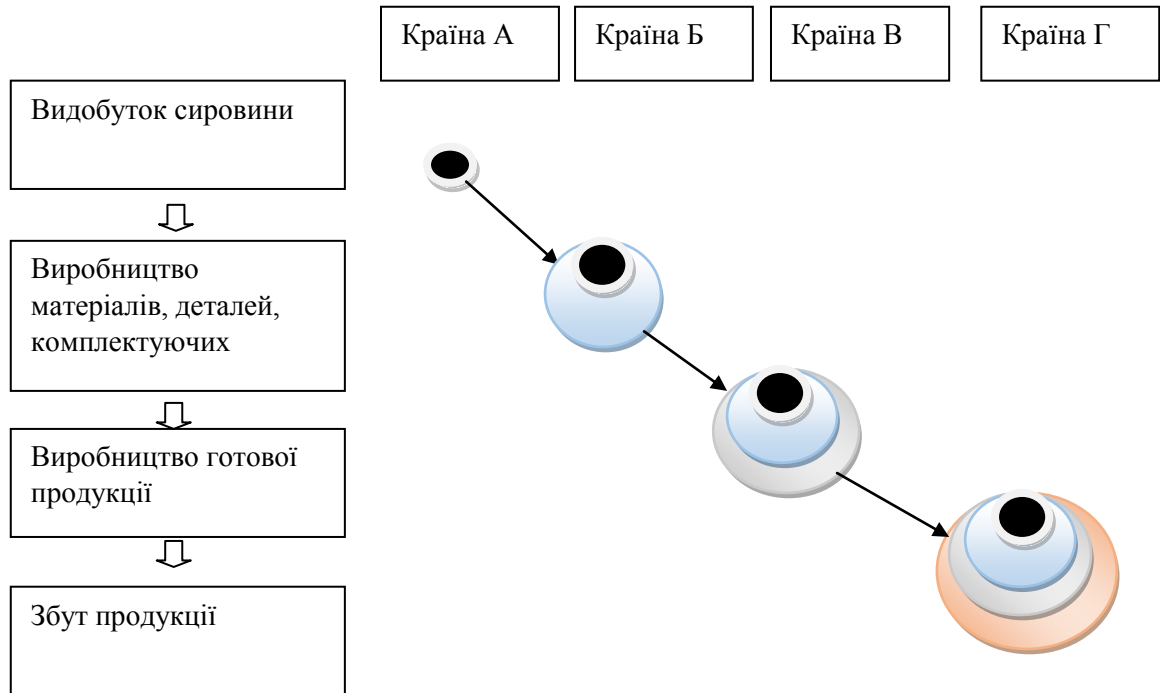 Країна А
Країна Б
Країна В
Країна Г
Видобуток сировини
Виробництво
матеріалів, деталей,
комплектуючих
Виробництво готової
продукції
Збут продукції